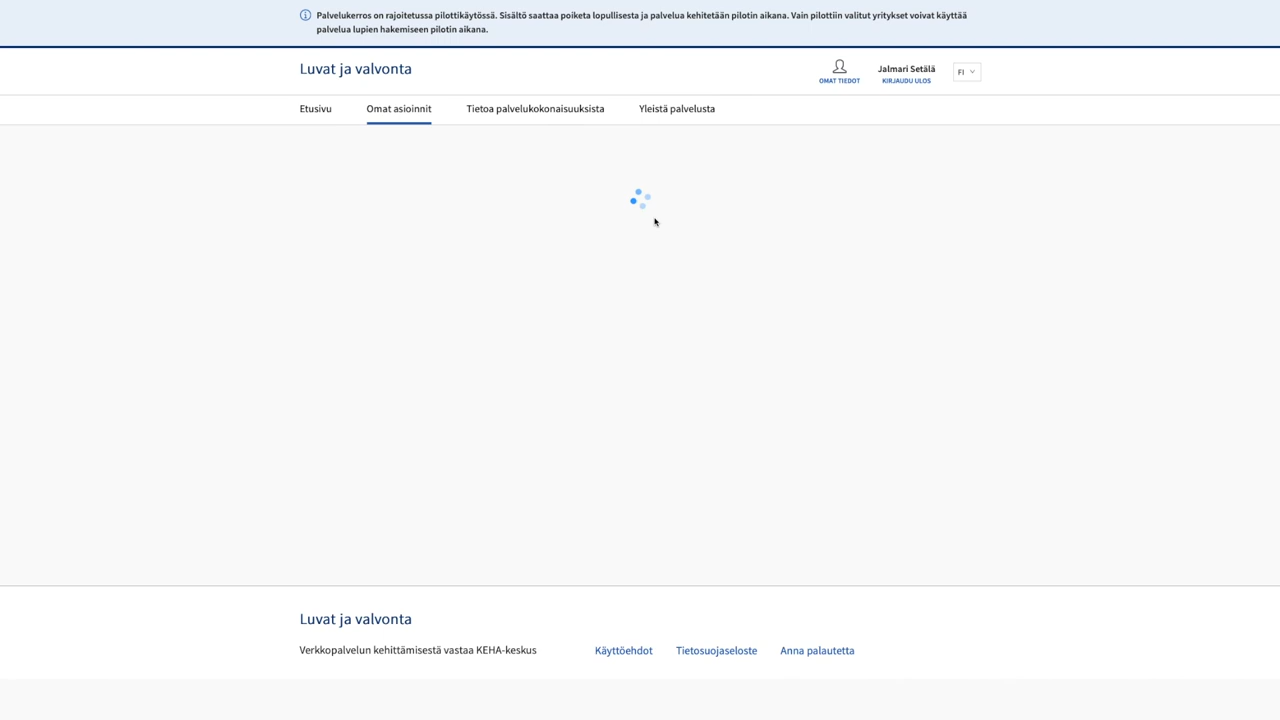 Palvelukerros on rajoitetussa pilottikäytössä. Sisältö saattaa poiketa lopullisesta ja palvelua kehitetään pilotin aikana. Vain pilottiin valitut yritykset voivat käyttää
palvelua lupien hakemiseen pilotin aikana.
Luvat ja valvonta
OMAT TIEDOT
Jalmari Setälä
KIRJAUDU ULOS
FI
Etusivu
Omat asioinnit
Tietoa palvelukokonaisuuksista
Yleistä palvelusta
Luvat ja valvonta
Verkkopalvelun kehittämisestä vastaa KEHA-keskus
Käyttöehdot
Tietosuojaseloste
Anna palautetta